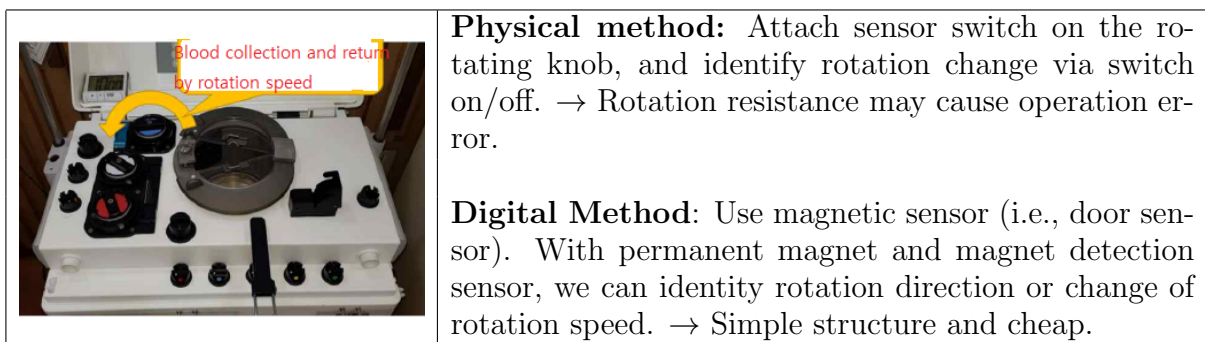 Blood collection and return
by rotation speed
Physical method: Attach sensor switch on the ro-
tating knob, and identify rotation change via switch
on/off. → Rotation resistance may cause operation er-
ror.
Digital Method: Use magnetic sensor (i.e., door sen-
sor). With permanent magnet and magnet detection
sensor, we can identity rotation direction or change of
rotation speed. → Simple structure and cheap.